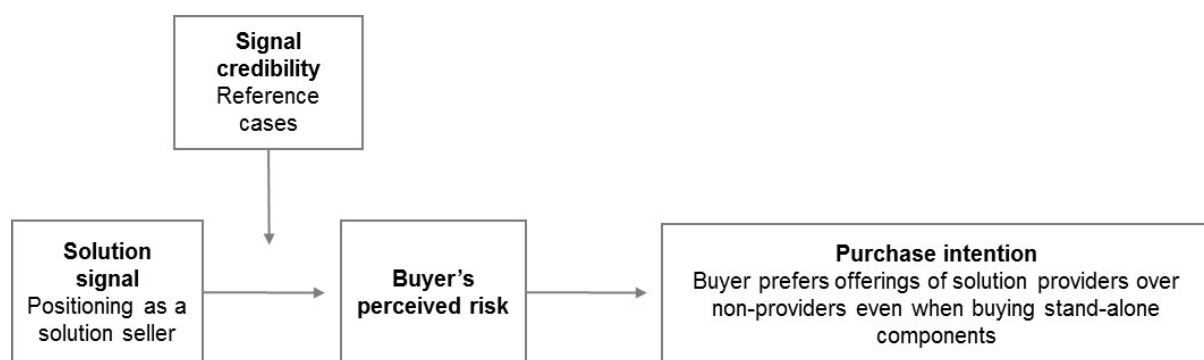 Signal
credibility
Reference
cases
Solution
signal
Positioning as a
solution seller
Buyer’s
perceived risk
Purchase intention
Buyer prefers offerings of solution providers over
non-providers even when buying stand-alone
components